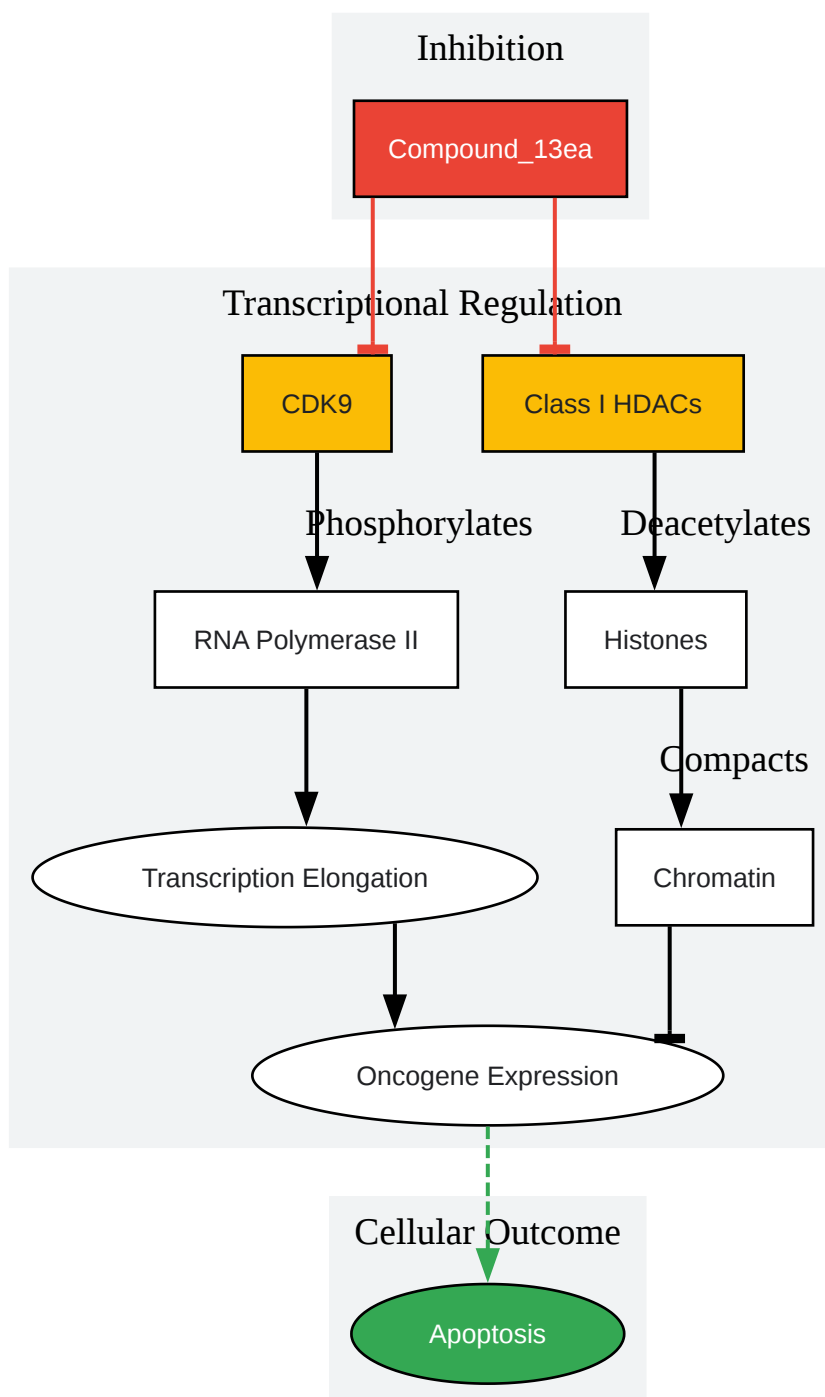 Inhibition
Compound_13ea
Transcriptional Regulation
CDK9
Class I HDACs
Phosphorylates
Deacetylates
RNA Polymerase II
Histones
Compacts
Transcription Elongation
Chromatin
Oncogene Expression
Cellular Outcome
Apoptosis